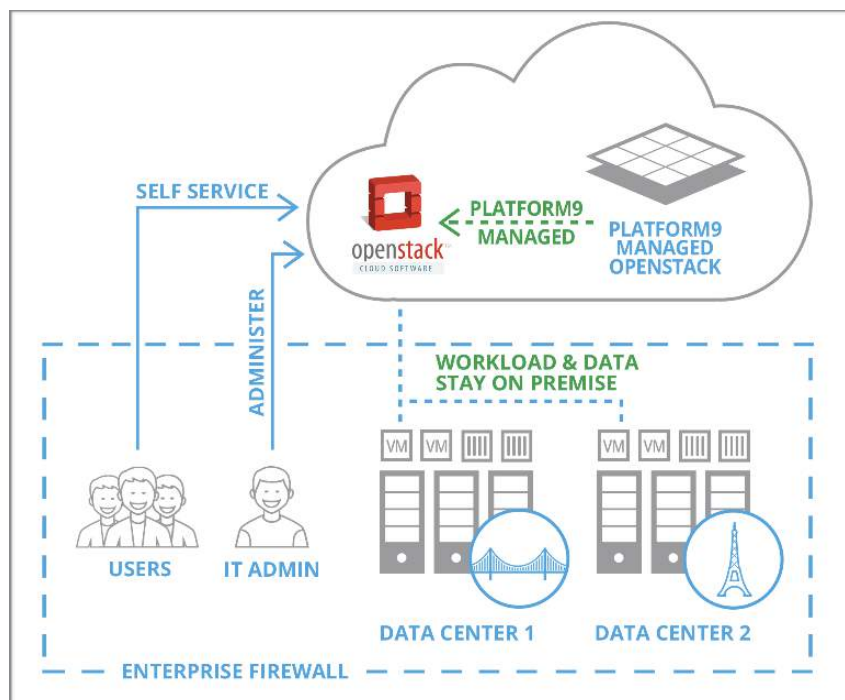 SELF SERVICE
ADMINISTER
openstack™
CLOUD SOFTWARE
PLATFORM9
MANAGED
PLATFORM9
MANAGED
OPENSTACK
WORKLOAD & DATA
STAY ON PREMISE
VM VM
VM VM
USERS
IT ADMIN
DATA CENTER 1
DATA CENTER 2
ENTERPRISE FIREWALL